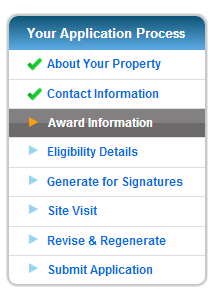 Your Application Process
About Your Property
Contact Information
Award Information
Eligibility Details
Generate for Signatures
Site Visit
Revise & Regenerate
Submit Application